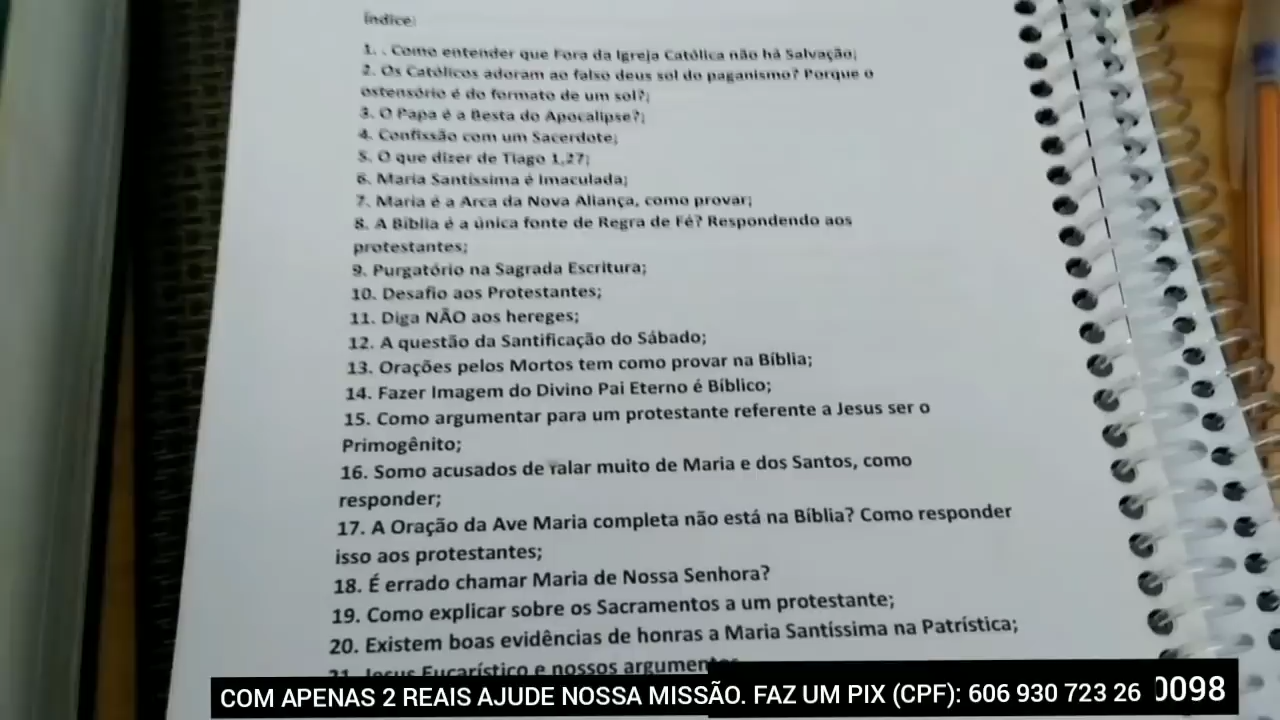 Índice:
1. . Como entender que Fora da Igreja Católica não há Salvação;
2. Os Católicos adoram ao falso deus sol do paganismo? Porque o
ostensório é do formato de um sol?;
3. O Papa é a Besta do Apocalipse?;
4. Confissão com um Sacerdote;
5. O que dizer de Tiago 1,27;
6. Maria Santíssima é Imaculada;
7. Maria é a Arca da Nova Aliança, como provar;
8. A Bíblia é a única fonte de Regra de Fé? Respondendo aos
protestantes;
9. Purgatório na Sagrada Escritura;
10. Desafio aos Protestantes;
11. Diga NÃO aos hereges;
12. A questão da Santificação do Sábado;
13. Orações pelos Mortos tem como provar na Bíblia;
14. Fazer Imagem do Divino Pai Eterno é Bíblico;
15. Como argumentar para um protestante referente a Jesus ser o
Primogênito;
16. Somo acusados de falar muito de Maria e dos Santos, como
responder;
17. A Oração da Ave Maria completa não está na Bíblia? Como responder
isso aos protestantes;
18. É errado chamar Maria de Nossa Senhora?
19. Como explicar sobre os Sacramentos a um protestante;
20. Existem boas evidências de honras a Maria Santíssima na Patrística;
21. Jesus Eucarístico e nossos
COM APENAS 2 REAIS AJUDE NOSSA MISSÃO. FAZ UM PIX (CPF): 606 930 723 26 0098